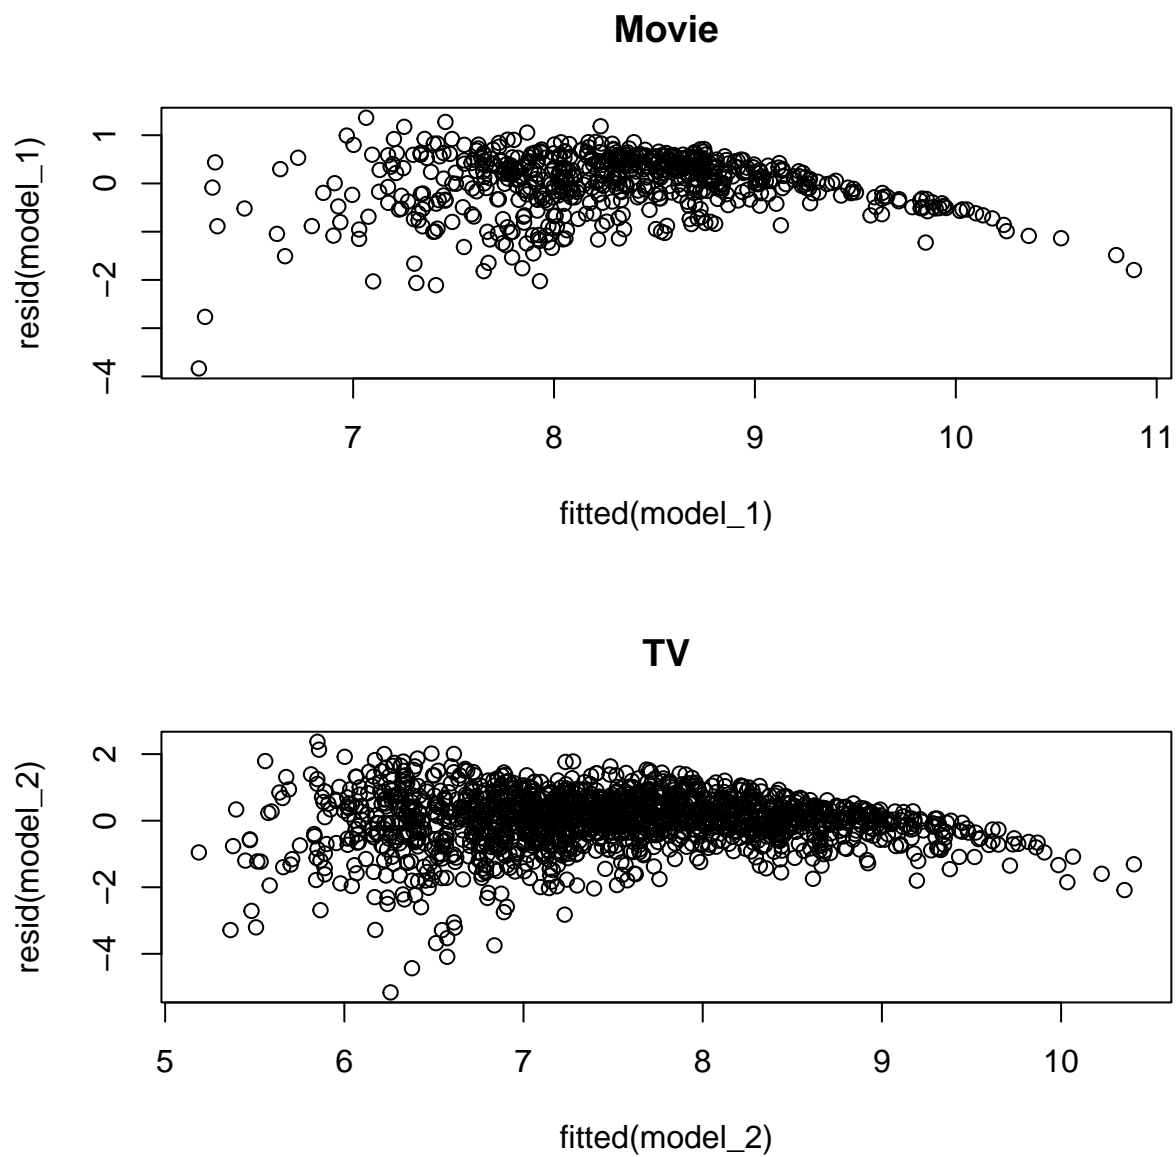 Movie
resid(model_1)
1
0
−2
−4
7 8 9 10 11
fitted(model_1)
TV
resid(model_2)
2
0
−2
−4
5 6 7 8 9 10
fitted(model_2)